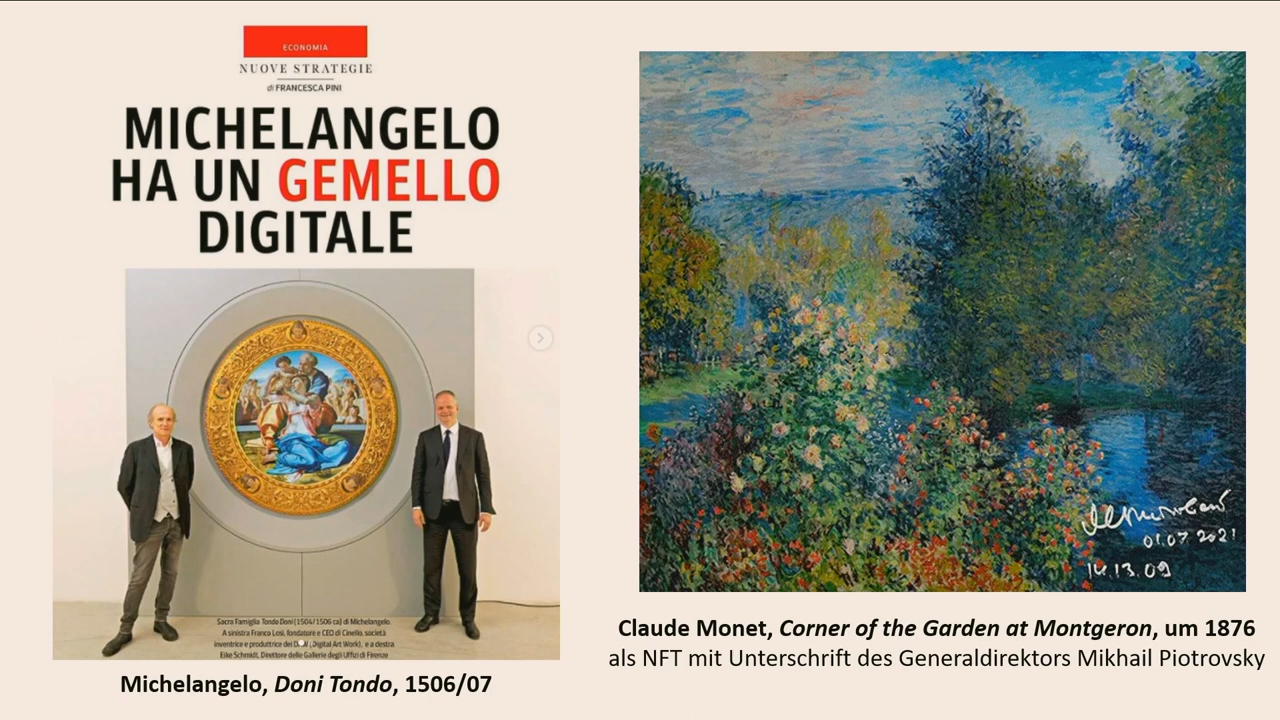 ECONOMIA
NUOVE STRATEGIE
di FRANCESCA PINI
MICHELANGELO
HA UN GEMELLO
DIGITALE
Sacra Famiglia Tondo Doni (1504/1506 ca) di Michelangelo.
A sinistra Franco Losi, fondatore e CEO di Cinello, società
inventrice e produttrice dei (Digital Art Work), e a destra
Eike Schmidt, Direttore delle Gallerie degli Uffizi di Firenze
Michelangelo, Doni Tondo, 1506/07
01.07.2021
14.13.09
Claude Monet, Corner of the Garden at Montgeron, um 1876
als NFT mit Unterschrift des Generaldirektors Mikhail Piotrovsky